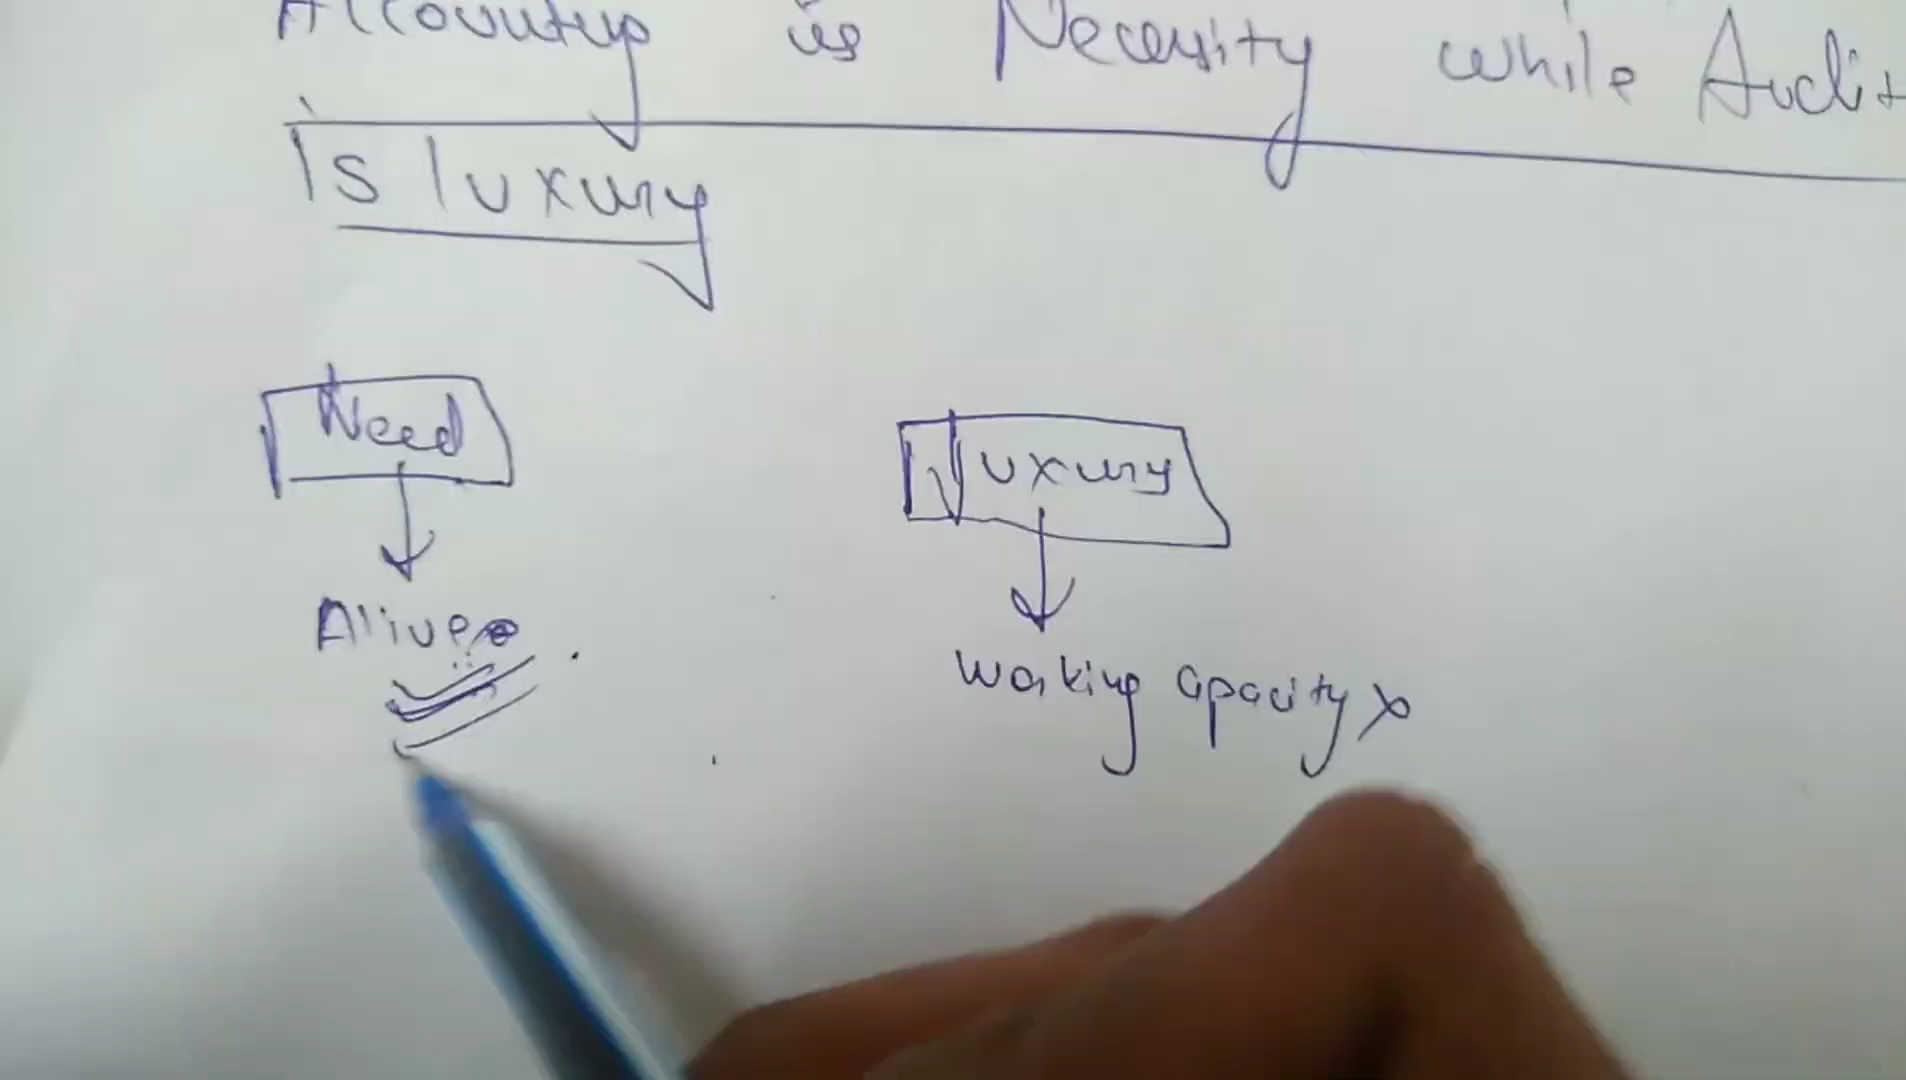 Accounting is Necessity while Audit
is luxury
Need
luxury
Alive
Working capacity x